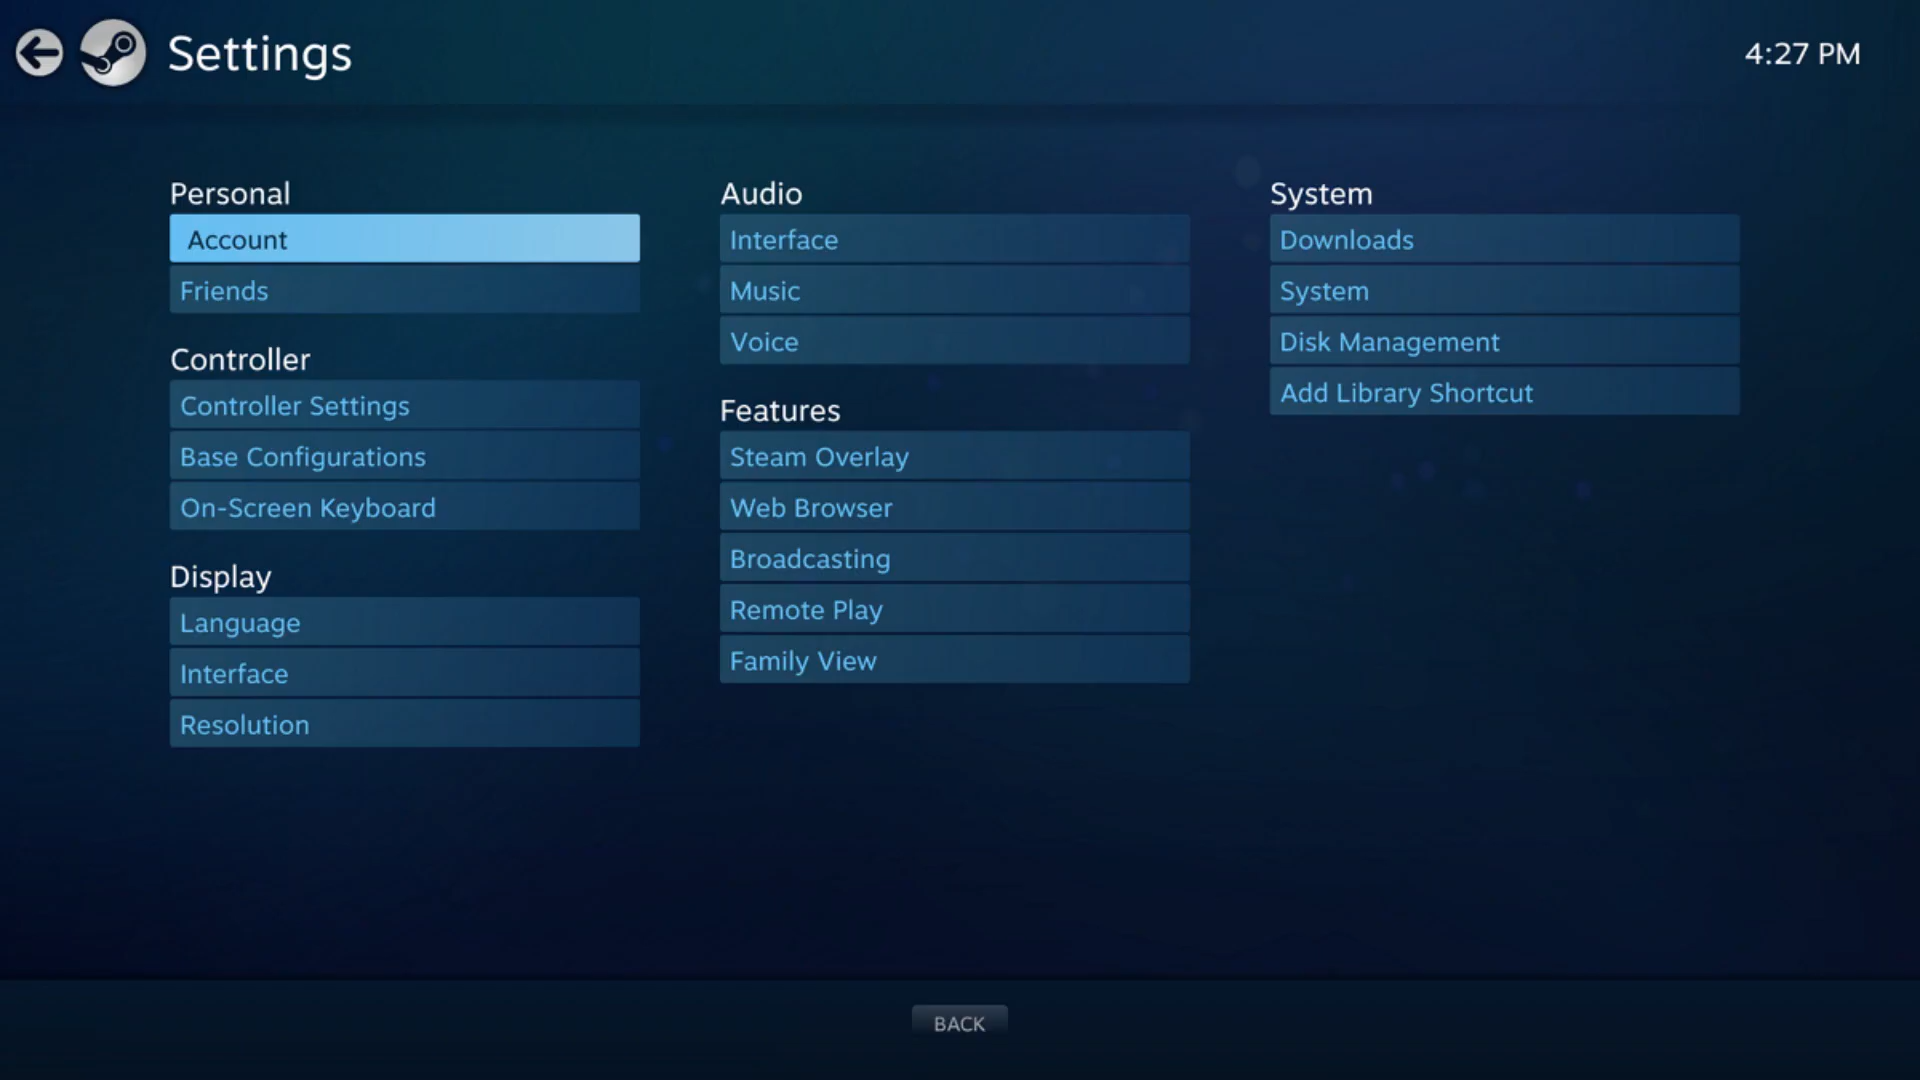 Settings
4:27 PM
Personal
Account
Friends
Controller
Controller Settings
Base Configurations
On-Screen Keyboard
Display
Language
Interface
Resolution
Audio
Interface
Music
Voice
Features
Steam Overlay
Web Browser
Broadcasting
Remote Play
Family View
System
Downloads
System
Disk Management
Add Library Shortcut
BACK